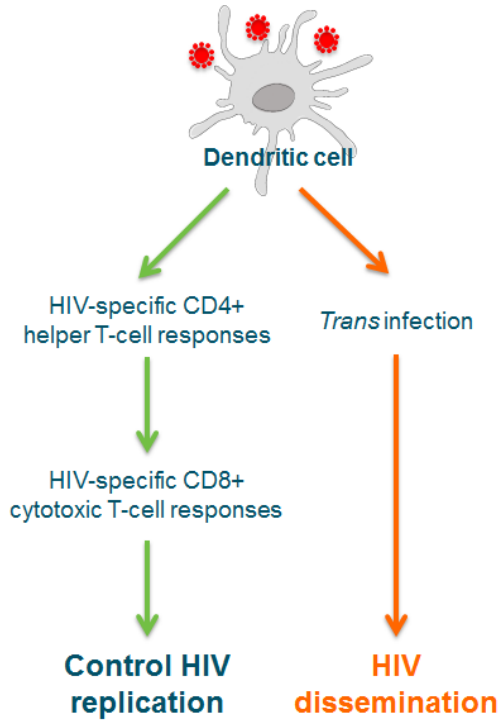 Dendritic cell
HIV-specific CD4+
helper T-cell responses
Trans infection
HIV-specific CD8+
cytotoxic T-cell responses
Control HIV
replication
HIV
dissemination